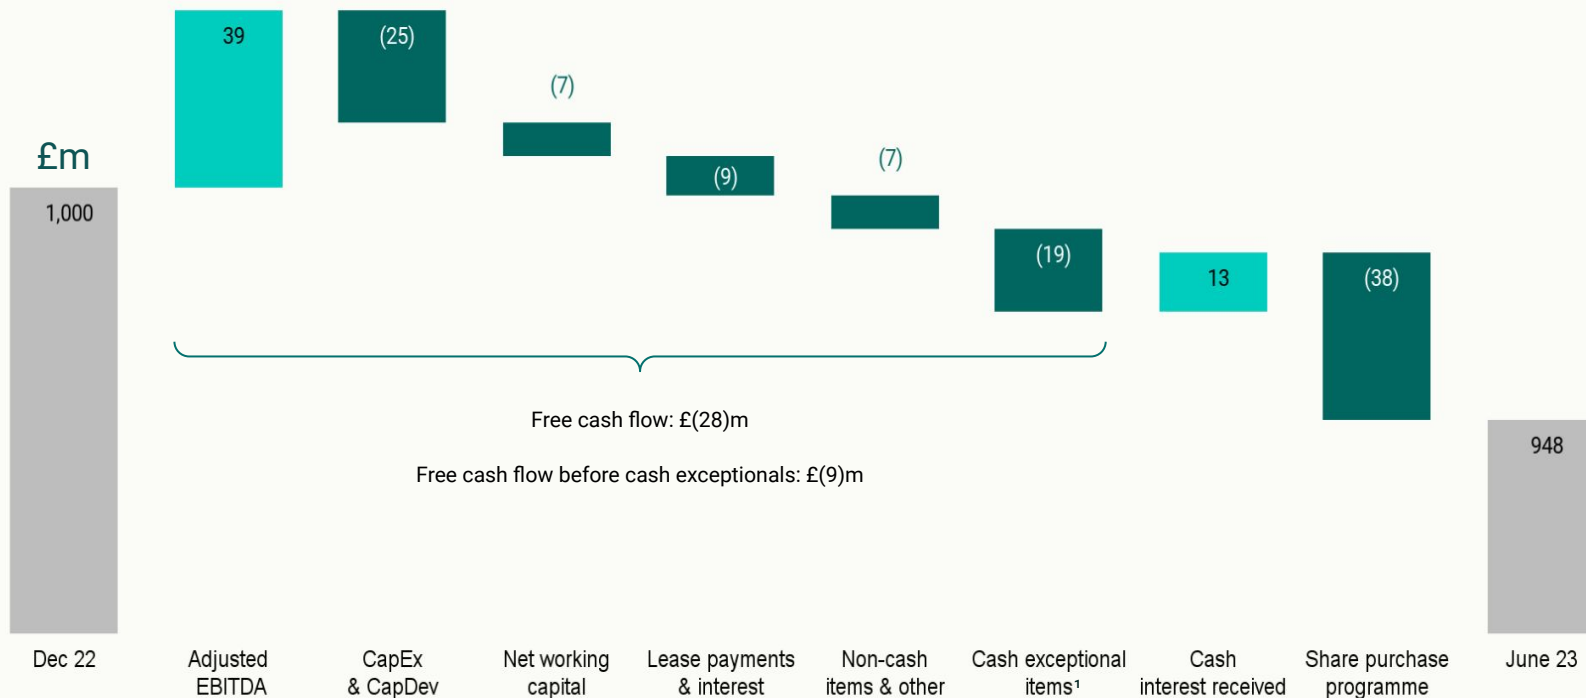 £m
1,000
39
(25)
(7)
(9)
(7)
(19)
13
(38)
948
Free cash flow: £(28)m
Free cash flow before cash exceptionals: £(9)m
Dec 22
Adjusted
EBITDA
CapEx
& CapDev
Net working
capital
Lease payments
& interest
Non-cash
items & other
Cash exceptional
items¹
Cash
interest received
Share purchase
programme
June 23